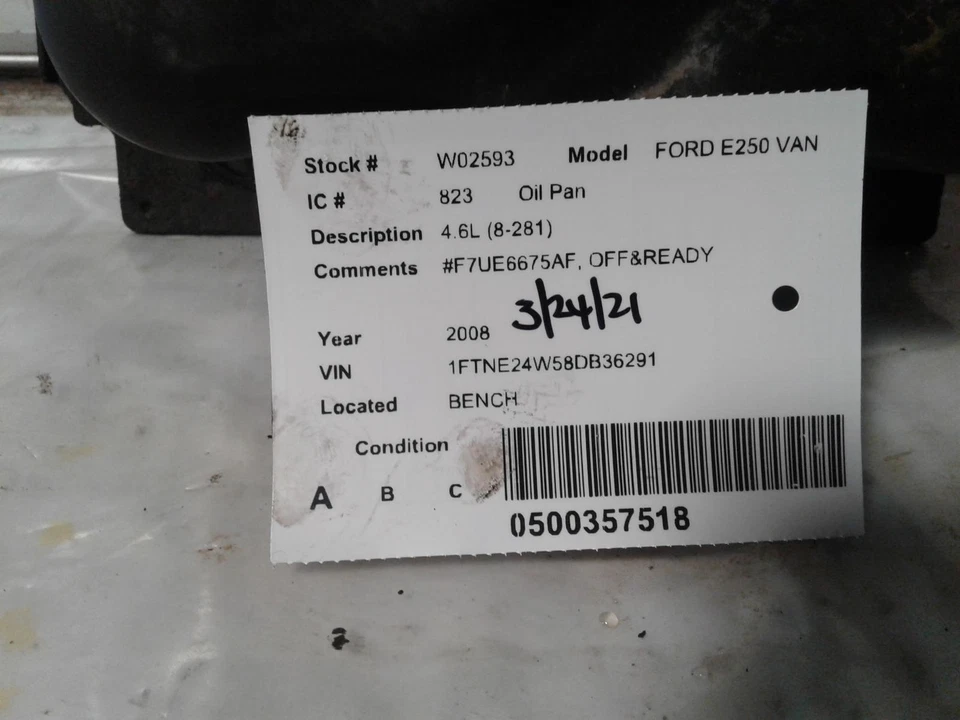 Stock # W02593 Model FORD E250 VAN
IC # 823 Oil Pan
Description 4.6L (8-281)
Comments #F7UE6675AF, OFF&READY
3/24/21
Year 2008
VIN 1FTNE24W58DB36291
Located BENCH
Condition
A B C
0500357518